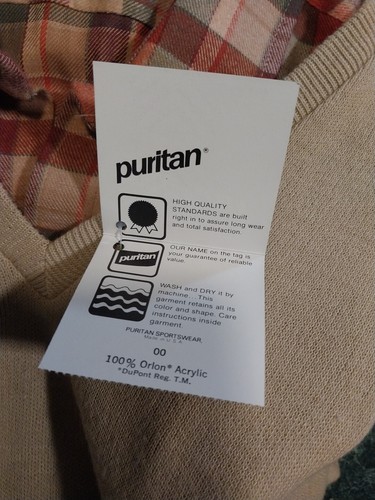 puritan®
HIGH QUALITY
STANDARDS are built
right in to assure long wear
and total satisfaction.
puritan
OUR NAME on the tag is
your guarantee of reliable
value.
WASH and DRY it by
machine . . . This
garment retains all its
color and shape. Care
instructions inside
garment.
PURITAN SPORTSWEAR
Made in U.S.A.
00
100% Orlon* Acrylic
*DuPont Reg. T.M.